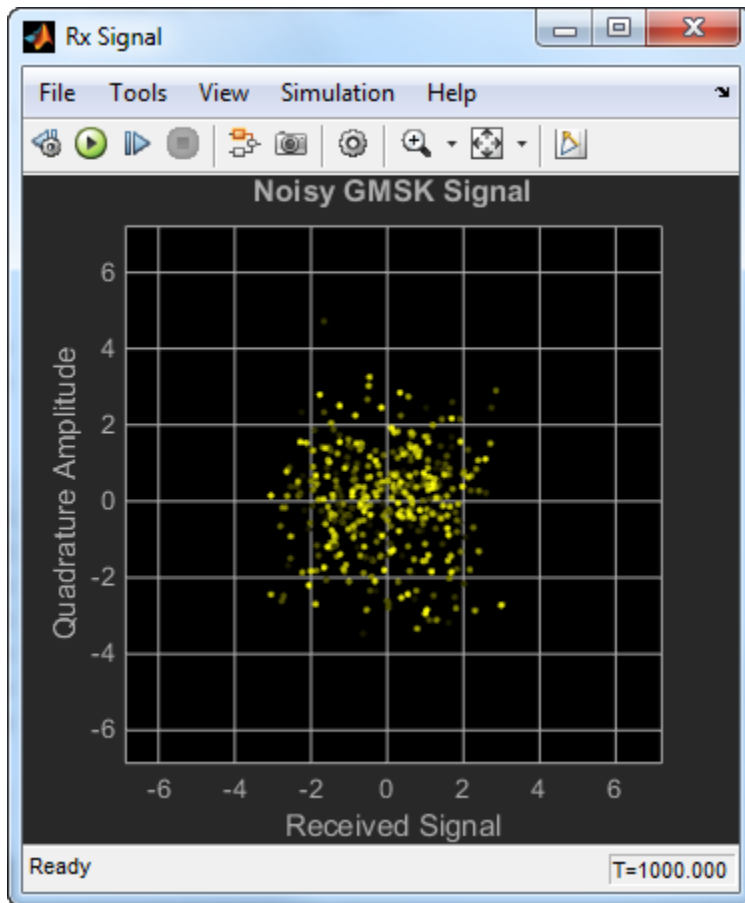 Rx Signal
File Tools View Simulation Help
Noisy GMSK Signal
Quadrature Amplitude
6
4
2
0
-2
-4
-6
-6 -4 -2 0 2 4 6
Received Signal
Ready T=1000.000